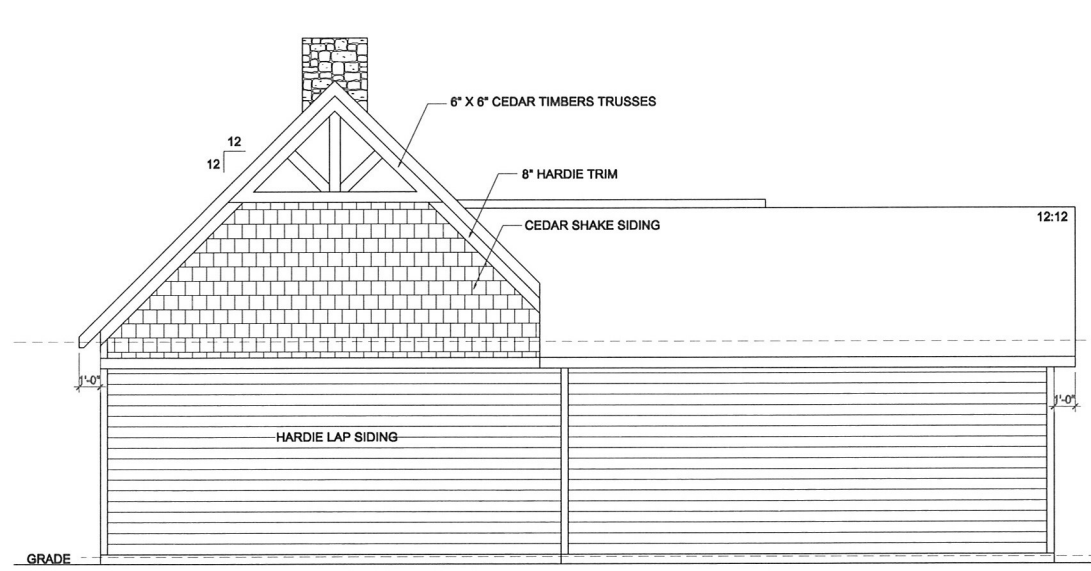 6" X 6" CEDAR TIMBERS TRUSSES
12
12
8" HARDIE TRIM
12:12
CEDAR SHAKE SIDING
1'-0"
1'-0"
HARDIE LAP SIDING
GRADE